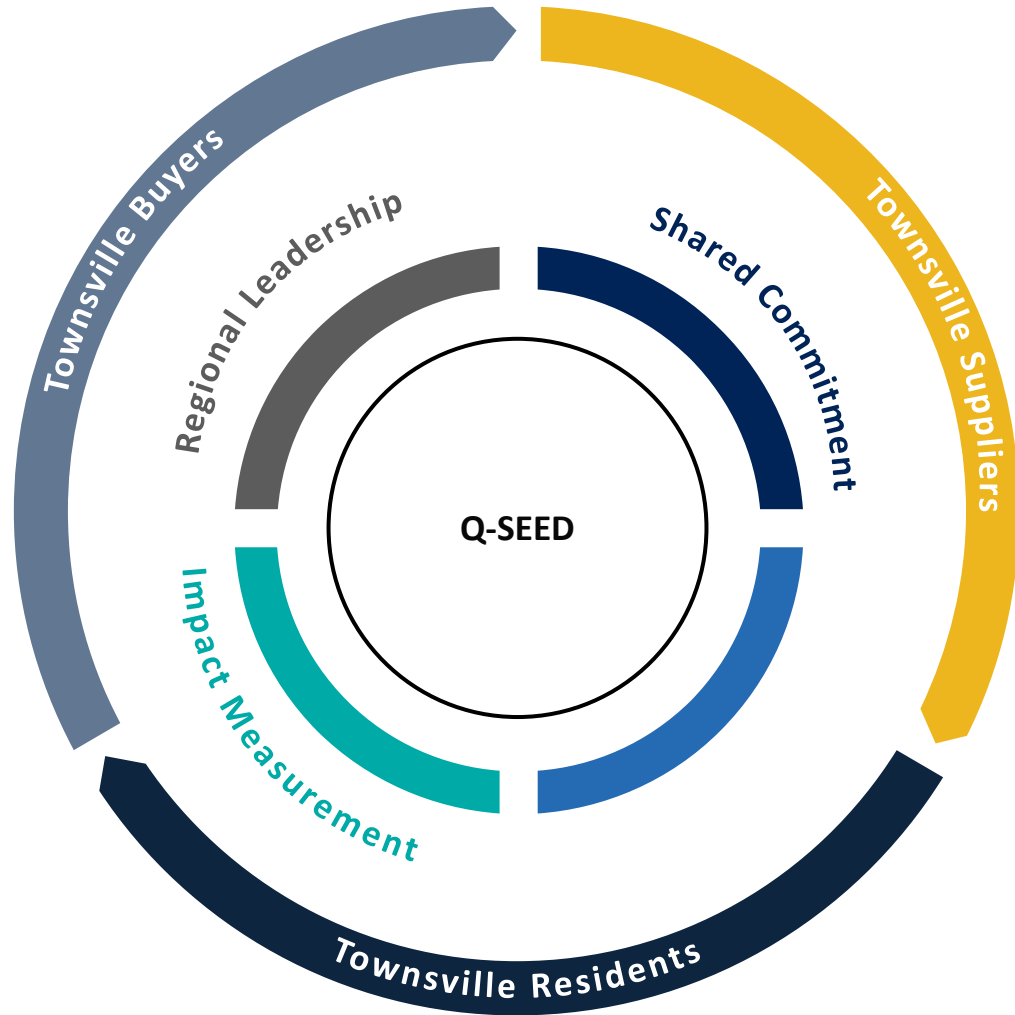 Townsville Buyers
Townsville Suppliers
Regional Leadership
Shared Commitment
Q-SEED
Impact Measurement
Townsville Residents